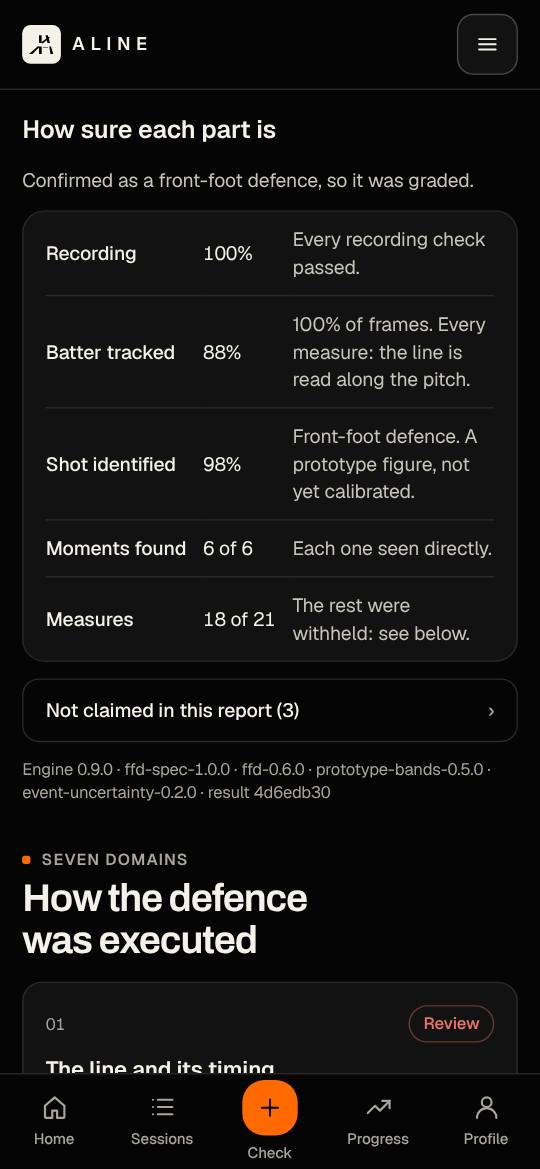 ALINE
How sure each part is
Confirmed as a front-foot defence, so it was graded.
Recording 100% Every recording check
passed.
Batter tracked 88% 100% of frames. Every
measure: the line is
read along the pitch.
Shot identified 98% Front-foot defence. A
prototype figure, not
yet calibrated.
Moments found 6 of 6 Each one seen directly.
Measures 18 of 21 The rest were
withheld: see below.
Not claimed in this report (3)
Engine 0.9.0 · ffd-spec-1.0.0 · ffd-0.6.0 · prototype-bands-0.5.0 ·
event-uncertainty-0.2.0 · result 4d6edb30
SEVEN DOMAINS
How the defence
was executed
01 Review
The line and its timing
Home Sessions Check Progress Profile